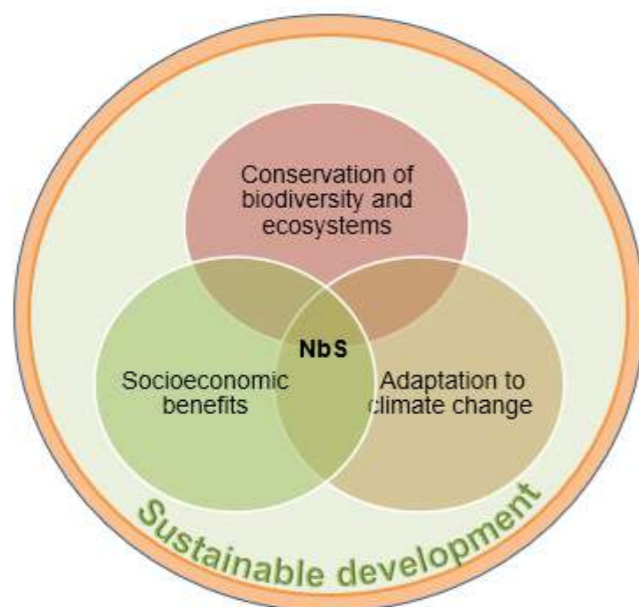 Conservation of
biodiversity and
ecosystems
NbS
Socioeconomic
benefits
Adaptation to
climate change
Sustainable development